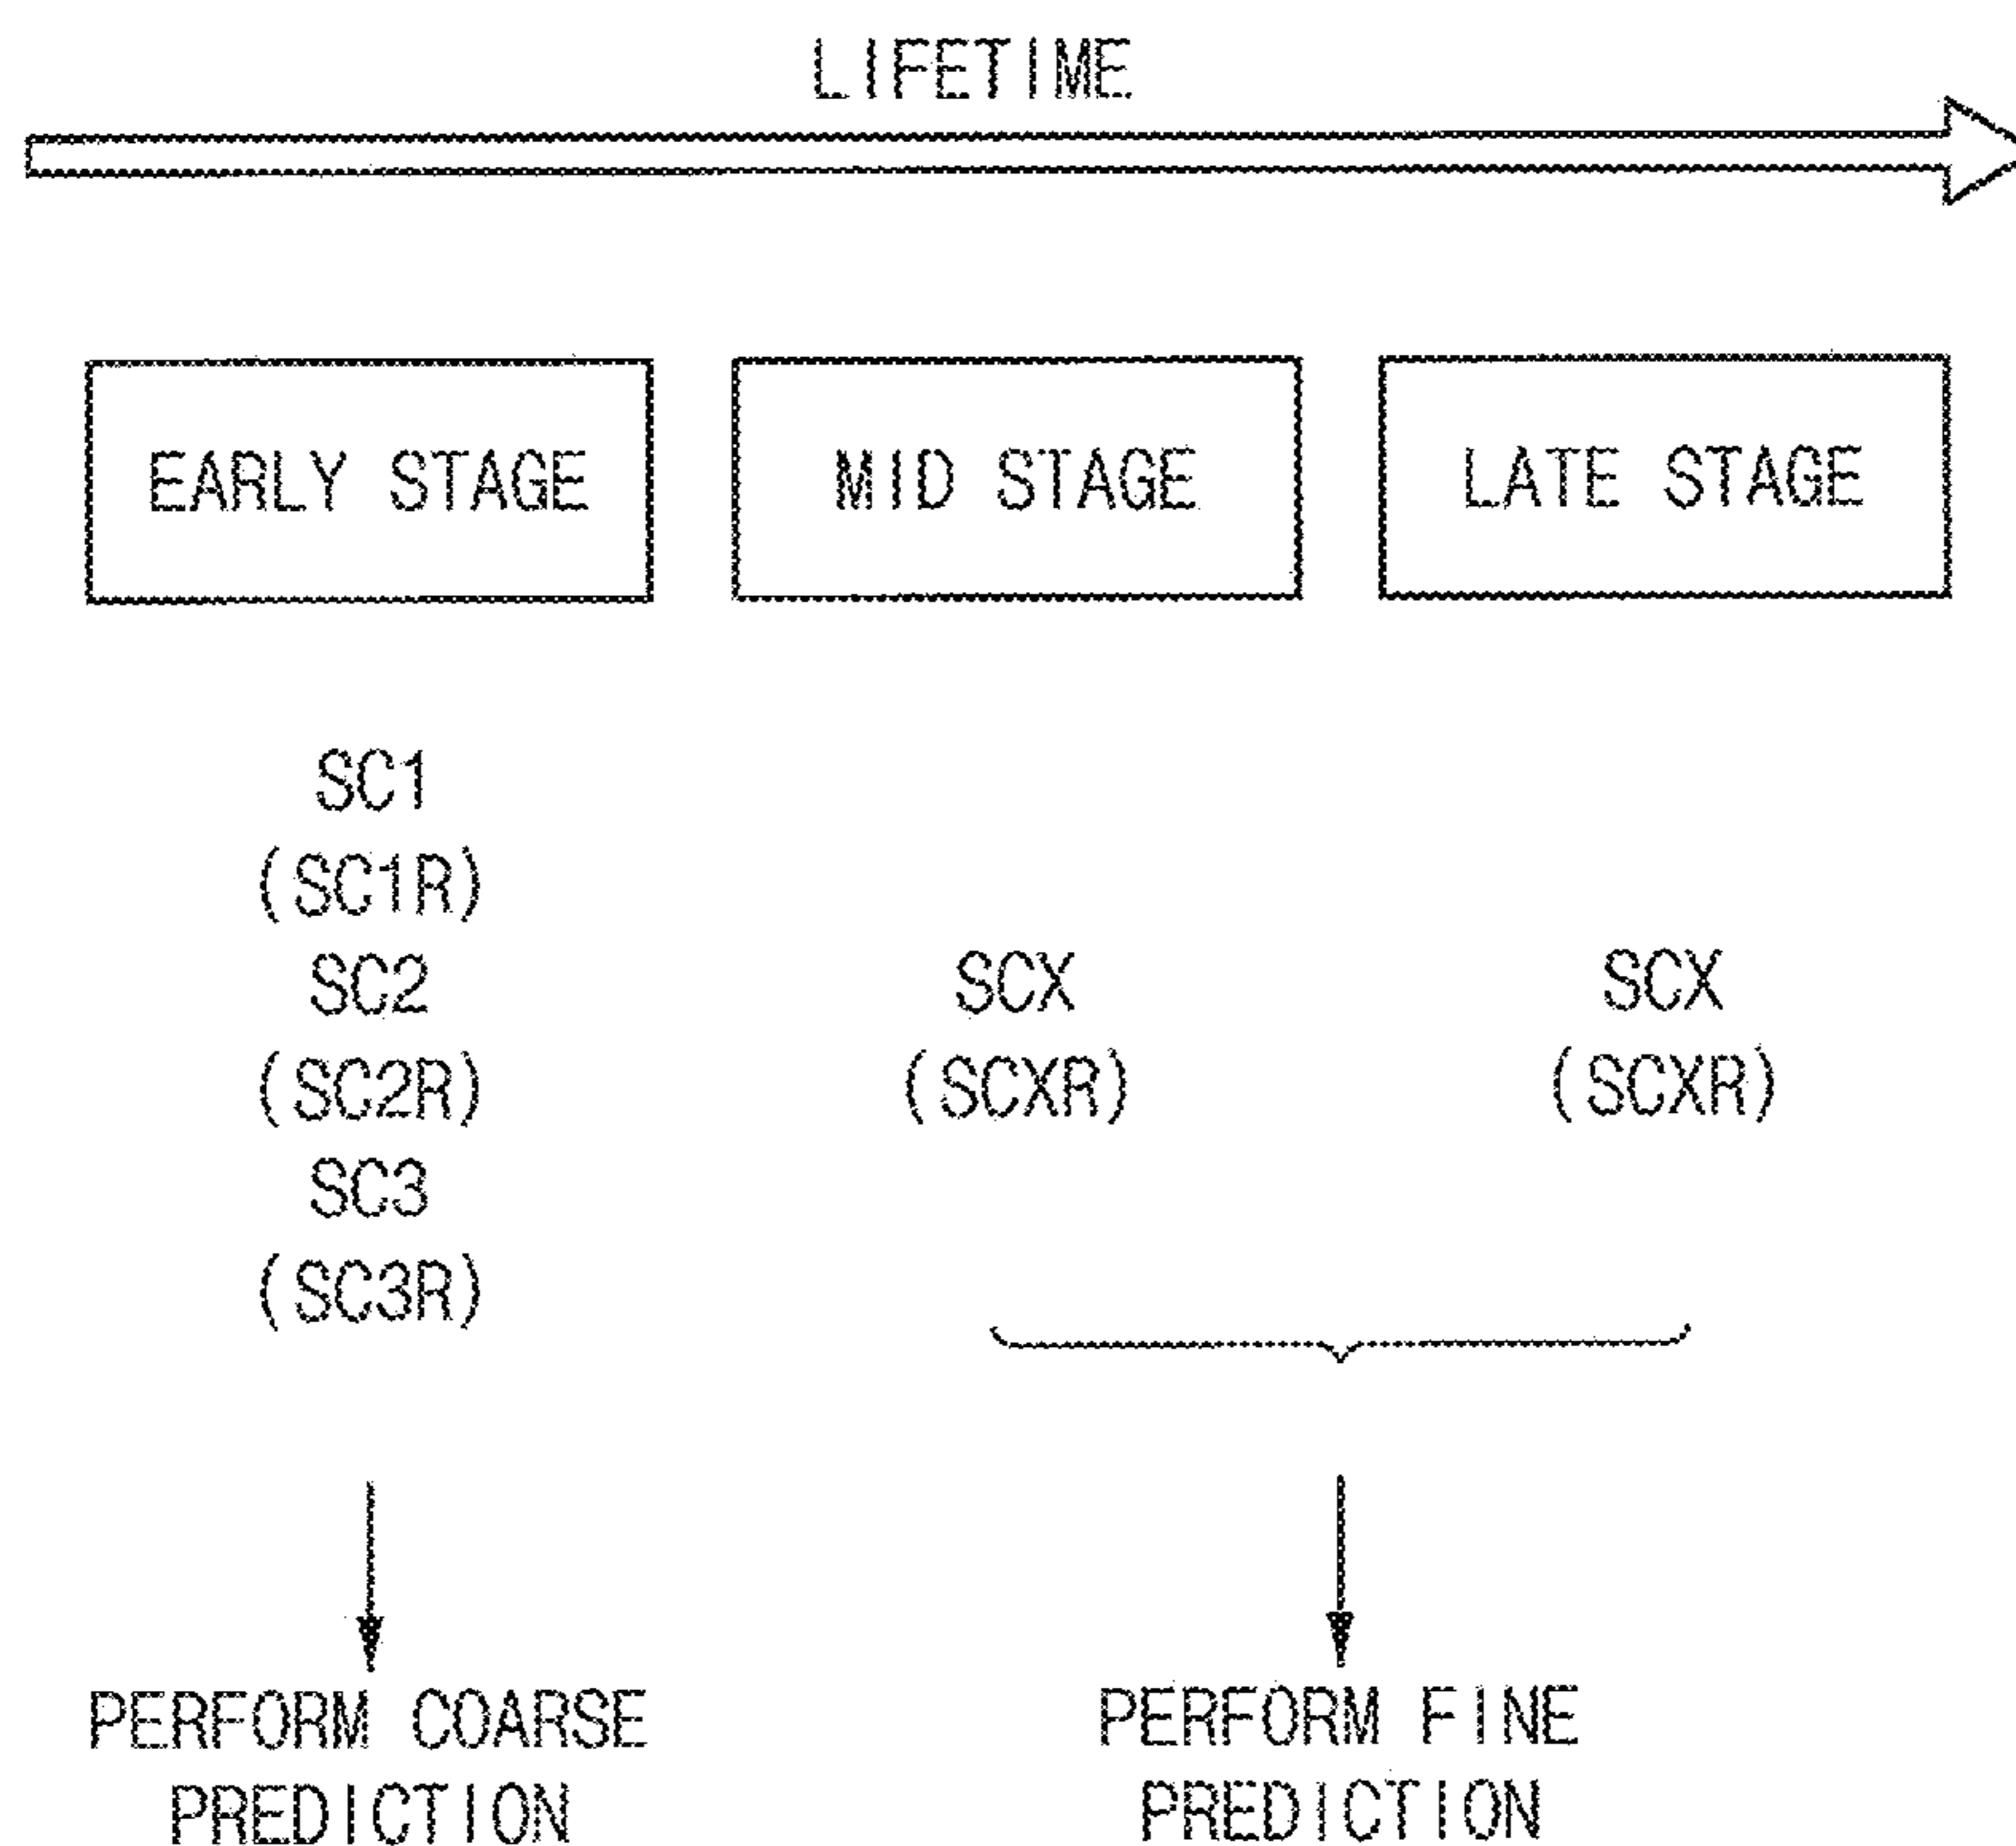 LIFETIME
EARLY STAGE
MID STAGE
LATE STAGE
SC1
(SC1R)
SC2
(SC2R)
SC3
(SC3R)
SCX
(SCXR)
SCX
(SCXR)
PERFORM COARSE
PREDICTION
PERFORM FINE
PREDICTION